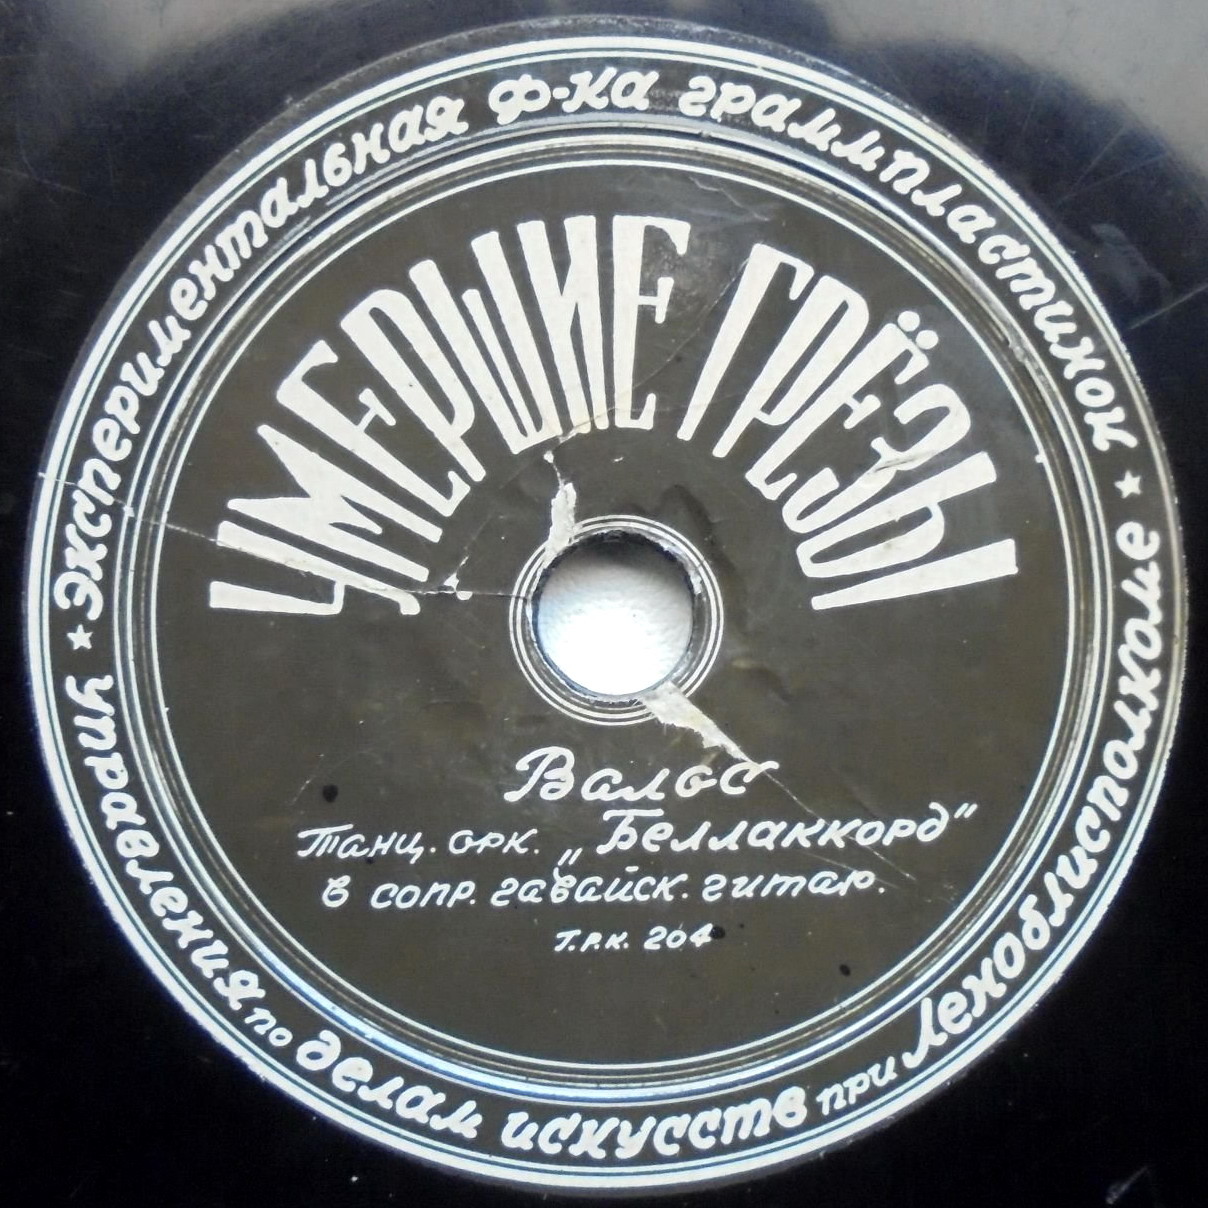 Экспериментальная ф-ка граммпластинок
★ Управления по делам искусств при Леноблисполкоме ★
УМЕРШИЕ ГРЁЗЫ
Вальс
Танц. орк. „Беллаккорд"
в сопр. гавайск. гитар.
Г.Р.К. 204